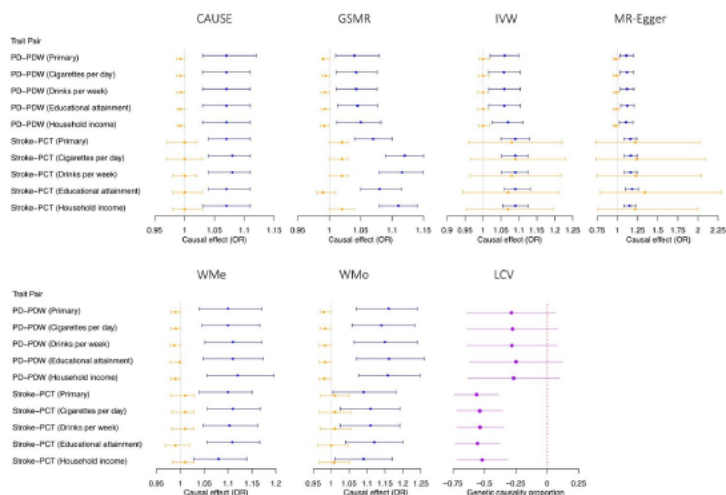 CAUSE GSMR IVW MR-Egger
Trait Pair
PD–PDW (Primary)
PD–PDW (Cigarettes per day)
PD–PDW (Drinks per week)
PD–PDW (Educational attainment)
PD–PDW (Household income)
Stroke–PCT (Primary)
Stroke–PCT (Cigarettes per day)
Stroke–PCT (Drinks per week)
Stroke–PCT (Educational attainment)
Stroke–PCT (Household income)
0.95 1 1.05 1.1 1.15 0.95 1 1.05 1.1 1.15 0.9 0.95 1 1.05 1.1 1.15 1.2 1.25 0.75 1 1.25 1.5 1.75 2 2.25
Causal effect (OR) Causal effect (OR) Causal effect (OR) Causal effect (OR)
WMe WMo LCV
Trait Pair
PD–PDW (Primary)
PD–PDW (Cigarettes per day)
PD–PDW (Drinks per week)
PD–PDW (Educational attainment)
PD–PDW (Household income)
Stroke–PCT (Primary)
Stroke–PCT (Cigarettes per day)
Stroke–PCT (Drinks per week)
Stroke–PCT (Educational attainment)
Stroke–PCT (Household income)
0.95 1 1.05 1.1 1.15 1.2 0.95 1 1.05 1.1 1.15 1.2 1.25 −0.75 −0.5 −0.25 0 0.25
Causal effect (OR) Causal effect (OR) Genetic causality proportion